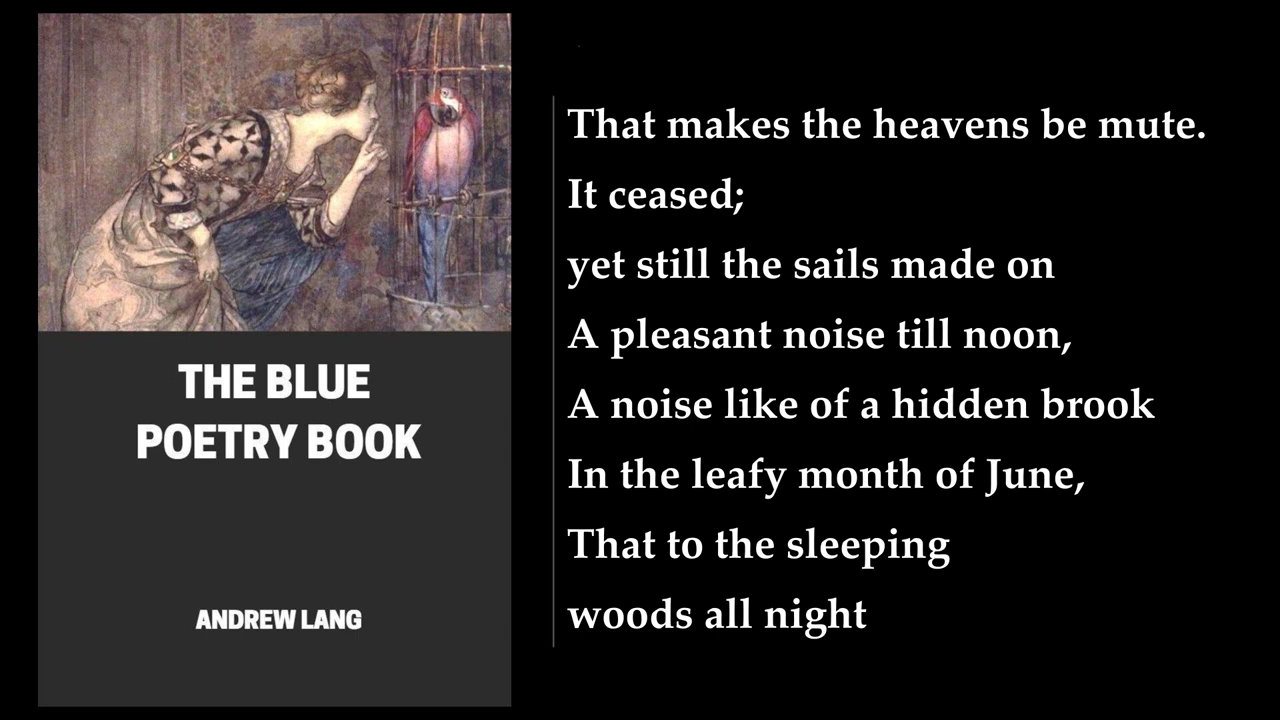 THE BLUE
POETRY BOOK
ANDREW LANG
That makes the heavens be mute.
It ceased;
yet still the sails made on
A pleasant noise till noon,
A noise like of a hidden brook
In the leafy month of June,
That to the sleeping
woods all night